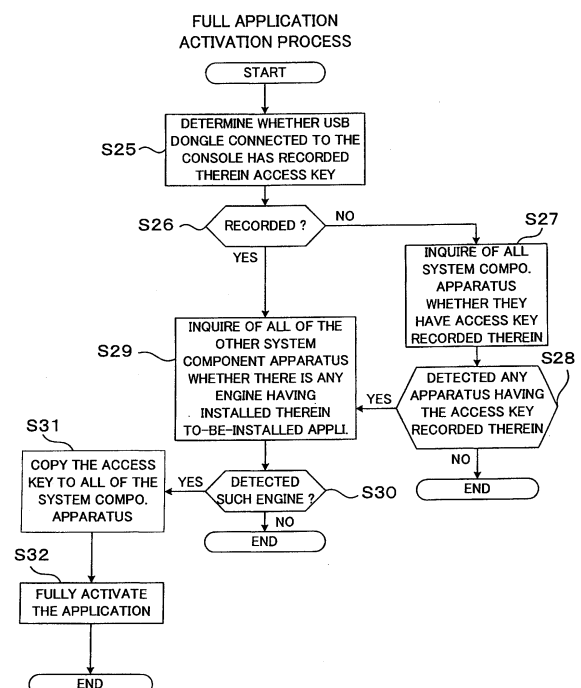 FULL APPLICATION
ACTIVATION PROCESS
START
S25
DETERMINE WHETHER USB
DONGLE CONNECTED TO THE
CONSOLE HAS RECORDED
THEREIN ACCESS KEY
S26
RECORDED ?
NO
YES
S27
INQUIRE OF ALL
SYSTEM COMPO.
APPARATUS
WHETHER THEY
HAVE ACCESS KEY
RECORDED THEREIN
S28
DETECTED ANY
APPARATUS HAVING
THE ACCESS KEY
RECORDED THEREIN
YES
NO
END
S29
INQUIRE OF ALL OF THE
OTHER SYSTEM
COMPONENT APPARATUS
WHETHER THERE IS ANY
ENGINE HAVING
INSTALLED THEREIN
TO-BE-INSTALLED APPLI.
S30
DETECTED
SUCH ENGINE ?
YES
NO
END
S31
COPY THE ACCESS
KEY TO ALL OF THE
SYSTEM COMPO.
APPARATUS
S32
FULLY ACTIVATE
THE APPLICATION
END